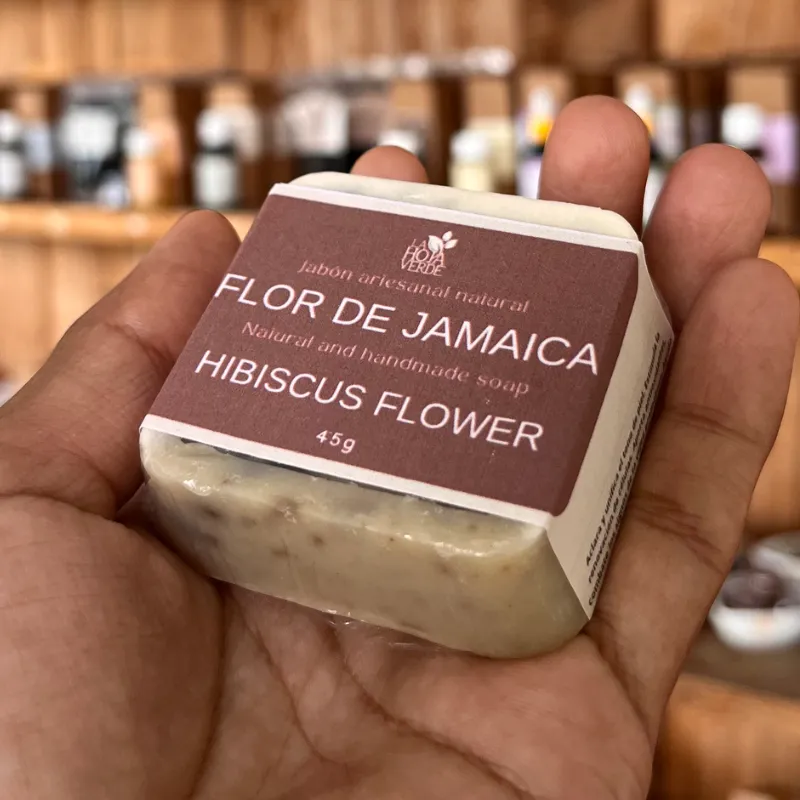 LA
HOJA
VERDE
Jabón artesanal natural
FLOR DE JAMAICA
Natural and handmade soap
HIBISCUS FLOWER
45g